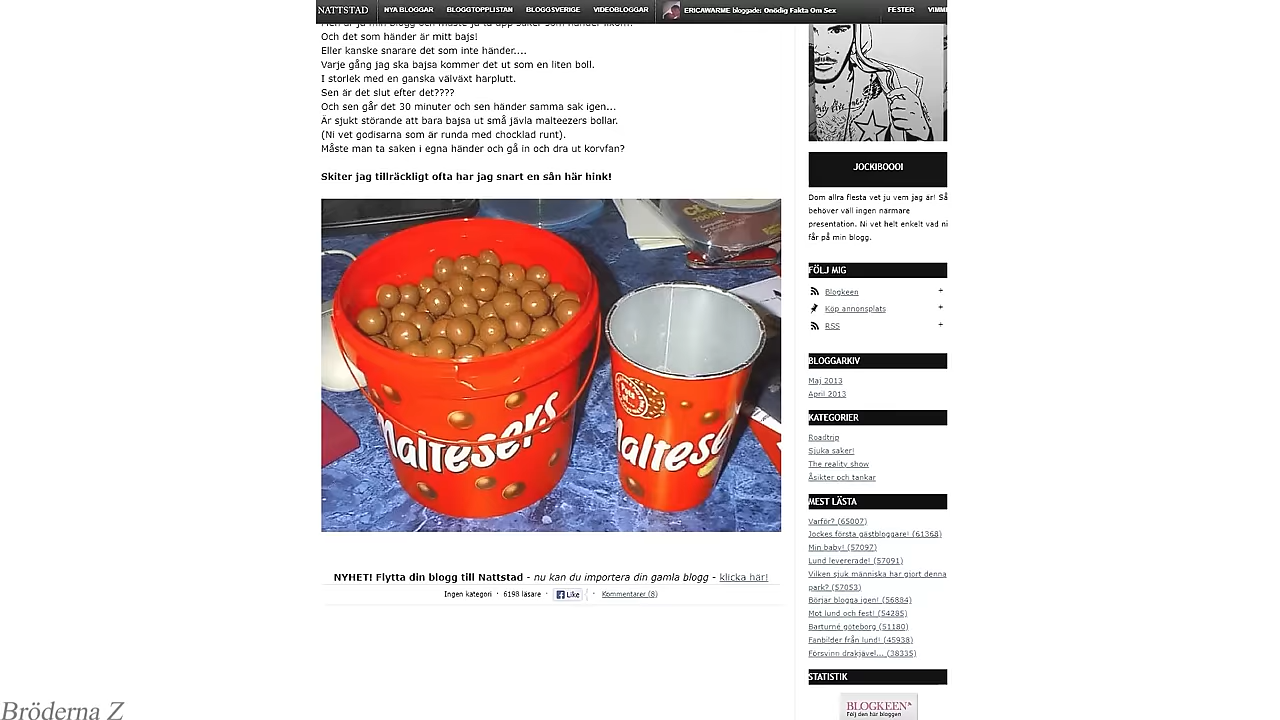 NATTSTAD NYA BLOGGAR BLOGGTOPPLISTAN BLOGGSVERIGE VIDEOBLOGGAR ERICAWARME bloggade: Onödig Fakta Om Sex FESTER VIMM
Och det som händer är mitt bajs!
Eller kanske snarare det som inte händer....
Varje gång jag ska bajsa kommer det ut som en liten boll.
I storlek med en ganska välväxt harplutt.
Sen är det slut efter det????
Och sen går det 30 minuter och sen händer samma sak igen...
Är sjukt störande att bara bajsa ut små jävla malteezers bollar.
(Ni vet godisarna som är runda med chocklad runt).
Måste man ta saken i egna händer och gå in och dra ut korvfan?
Skiter jag tillräckligt ofta har jag snart en sån här hink!
maltesers
maltese
NYHET! Flytta din blogg till Nattstad - nu kan du importera din gamla blogg - klicka här!
Ingen kategori · 6198 läsare · Like · Kommentarer (8)
JOCKIBOOOI
Dom allra flesta vet ju vem jag är! Så
behöver väll ingen närmare
presentation. Ni vet helt enkelt vad ni
får på min blogg.
FÖLJ MIG
Blogkeen +
Köp annonsplats +
RSS +
BLOGGARKIV
Maj 2013
April 2013
KATEGORIER
Roadtrip
Sjuka saker!
The reality show
Åsikter och tankar
MEST LÄSTA
Varför? (65007)
Jockes första gästbloggare! (61368)
Min baby! (57097)
Lund levererade! (57091)
Vilken sjuk människa har gjort denna
park? (57053)
Börjar blogga igen! (56884)
Mot lund och fest! (54285)
Bartumé göteborg (51180)
Fanbilder från lund! (45938)
Försvinn drakjävel... (38335)
STATISTIK
BLOGKEEN
Följ den här bloggen
Bröderna Z